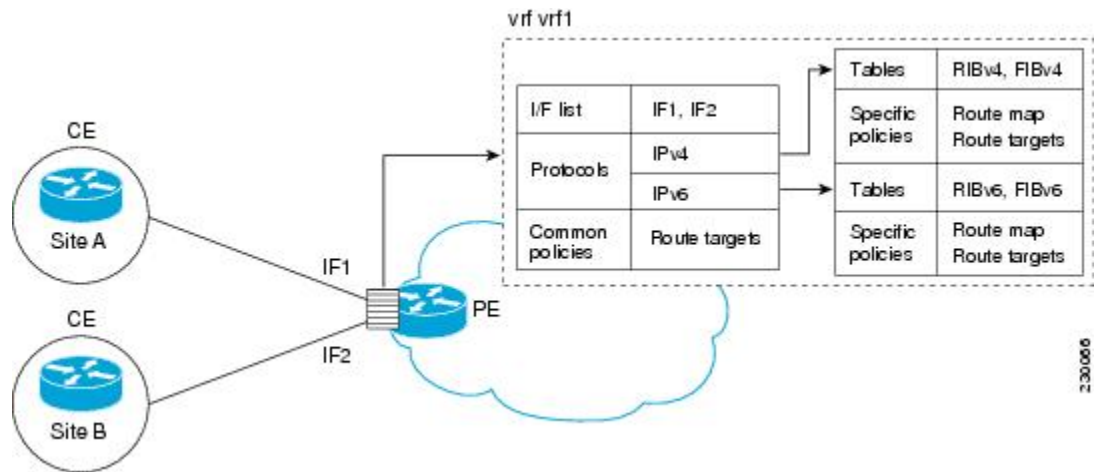 vrf vrf1
I/F list
IF1, IF2
Protocols
IPv4
IPv6
Common
policies
Route targets
Tables
RIBv4, FIBv4
Specific
policies
Route map
Route targets
Tables
RIBv6, FIBv6
Specific
policies
Route map
Route targets
CE
Site A
IF1
PE
CE
Site B
IF2
230066